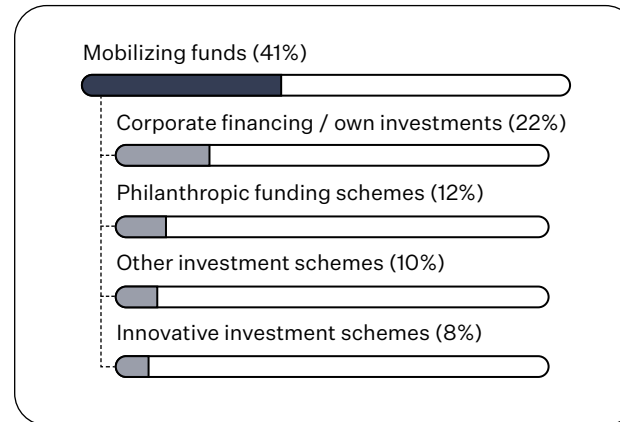 Mobilizing funds (41%)
Corporate financing / own investments (22%)
Philanthropic funding schemes (12%)
Other investment schemes (10%)
Innovative investment schemes (8%)